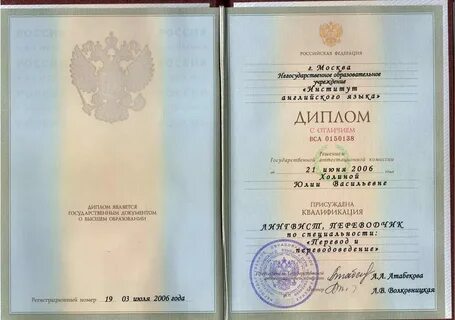 ДИПЛОМ ЯВЛЯЕТСЯ
ГОСУДАРСТВЕННЫМ ДОКУМЕНТОМ
О ВЫСШЕМ ОБРАЗОВАНИИ
Регистрационный номер 19 03 июля 2006 года
РОССИЙСКАЯ ФЕДЕРАЦИЯ
г. Москва
Негосударственное образовательное
учреждение
«Институт
английского языка»
ДИПЛОМ
С ОТЛИЧИЕМ
ВСА 0150138
Решением
Государственной аттестационной комиссии
от 21 июня 2006 года
Холиной
Юлии Васильевне
ПРИСУЖДЕНА
КВАЛИФИКАЦИЯ
ЛИНГВИСТ, ПЕРЕВОДЧИК
по специальности:
«Перевод и
переводоведение»
А.А. Атабекова
Л.В. Волковницкая